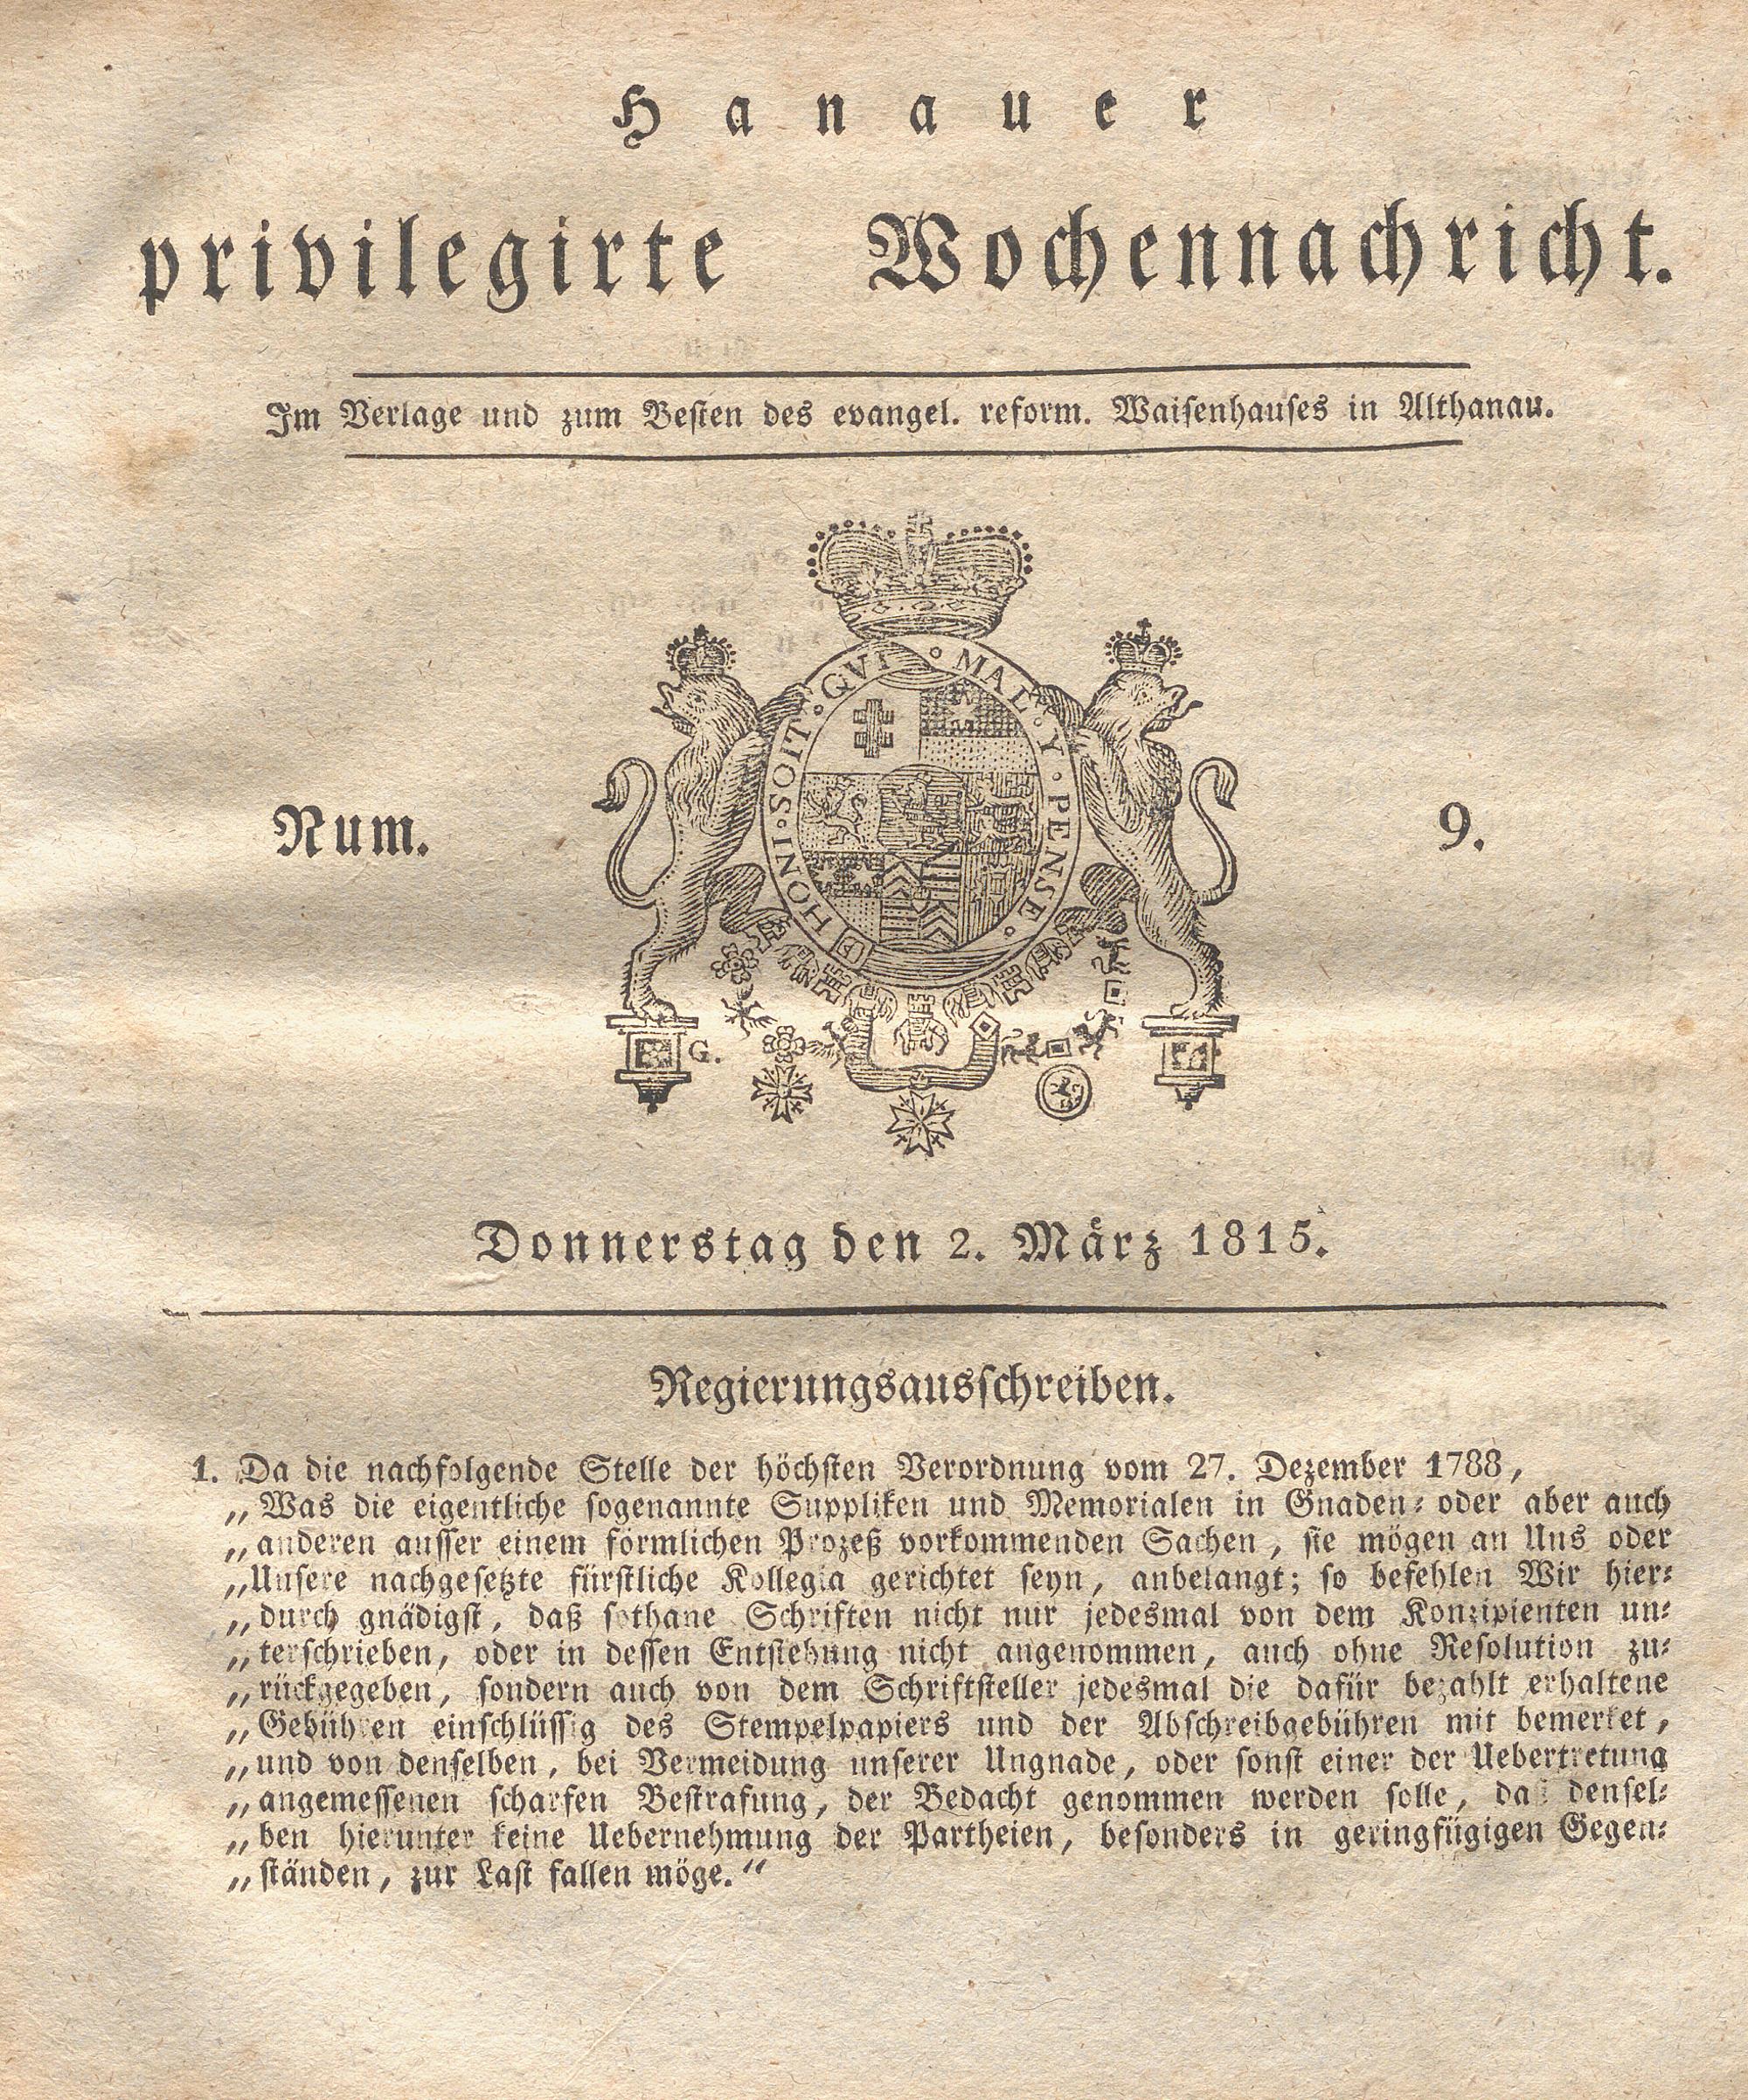 Hanauer
privilegirte Wochennachricht.
Im Verlage und zum Besten des evangel. reform. Waisenhauses in Althanau.
HONI·SOIT·QVI·MAL·Y·PENSE·
Num. 9.
G.
Donnerstag den 2. März 1815.
Regierungsausschreiben.
1. Da die nachfolgende Stelle der höchsten Verordnung vom 27. Dezember 1788,
„Was die eigentliche sogenannte Suppliken und Memorialen in Gnaden- oder aber auch
„anderen ausser einem förmlichen Prozeß vorkommenden Sachen, sie mögen an Uns oder
„Unsere nachgesetzte fürstliche Kollegia gerichtet seyn, anbelangt; so befehlen Wir hier-
„durch gnädigst, daß sothane Schriften nicht nur jedesmal von dem Konzipienten un-
„terschrieben, oder in dessen Entstehung nicht angenommen, auch ohne Resolution zu-
„rückgegeben, sondern auch von dem Schriftsteller jedesmal die dafür bezahlt erhaltene
„Gebühren einschlüssig des Stempelpapiers und der Abschreibgebühren mit bemerket,
„und von denselben, bei Vermeidung unserer Ungnade, oder sonst einer der Uebertretung
„angemessenen scharfen Bestrafung, der Bedacht genommen werden solle, daß densel-
„ben hierunter keine Uebernehmung der Partheien, besonders in geringfügigen Gegen-
„ständen, zur Last fallen möge.“